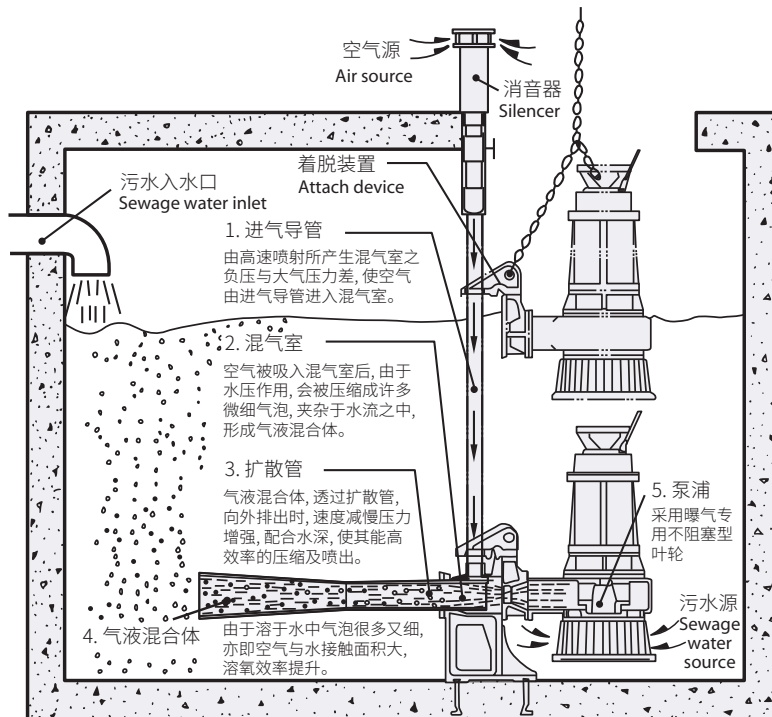 空气源
Air source
消音器
Silencer
着脱装置
Attach device
污水入水口
Sewage water inlet
1. 进气导管
由高速喷射所产生混气室之
负压与大气压力差, 使空气
由进气导管进入混气室。
2. 混气室
空气被吸入混气室后, 由于
水压作用, 会被压缩成许多
微细气泡, 夹杂于水流之中,
形成气液混合体。
3. 扩散管
气液混合体, 透过扩散管,
向外排出时, 速度减慢压力
增强, 配合水深, 使其能高
效率的压缩及喷出。
5. 泵浦
采用曝气专
用不阻塞型
叶轮
4. 气液混合体
由于溶于水中气泡很多又细,
亦即空气与水接触面积大,
溶氧效率提升。
污水源
Sewage
water
source